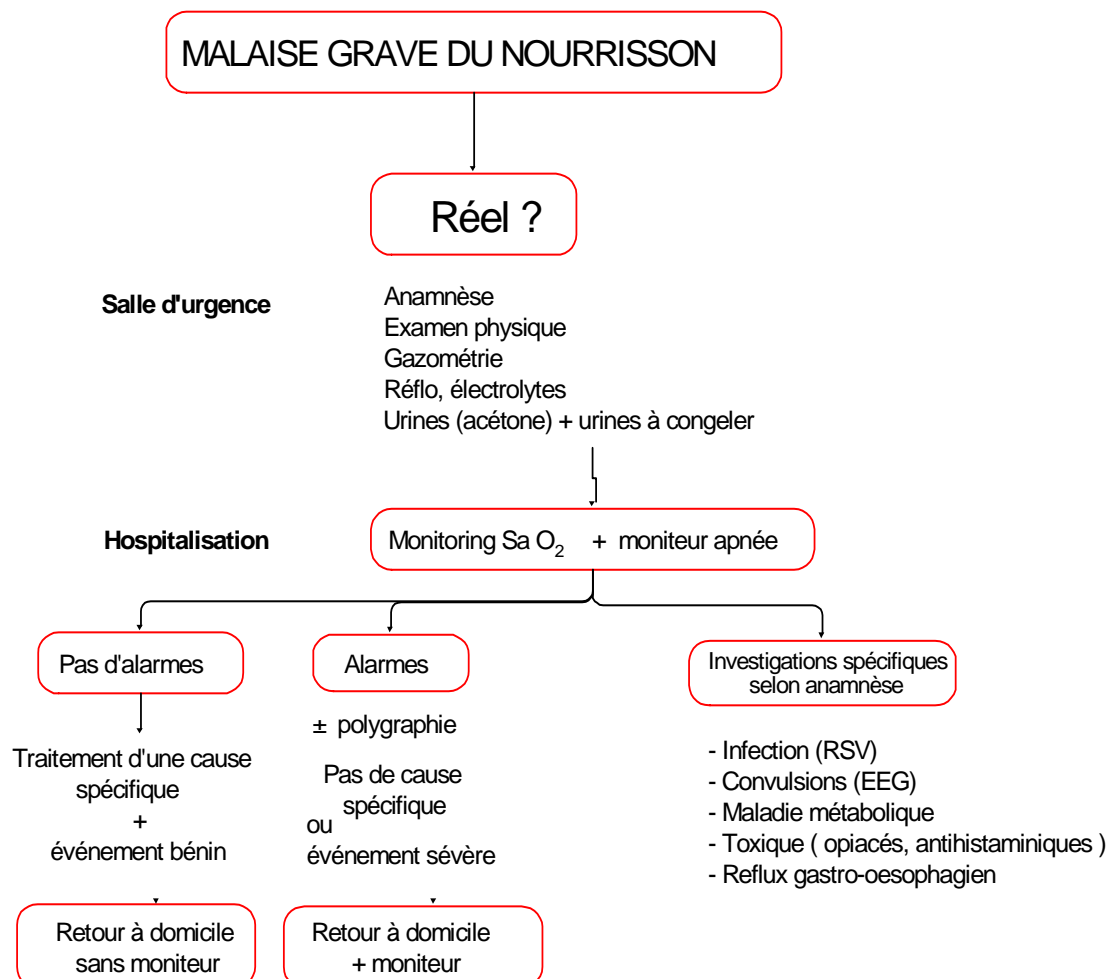 MALAISE GRAVE DU NOURRISSON
Réel ?
Salle d'urgence
Anamnèse
Examen physique
Gazométrie
Réflo, électrolytes
Urines (acétone) + urines à congeler
Hospitalisation
Monitoring Sa O2 + moniteur apnée
Pas d'alarmes
Traitement d'une cause
spécifique
+
événement bénin
Retour à domicile
sans moniteur
Alarmes
± polygraphie
Pas de cause
spécifique
ou
événement sévère
Retour à domicile
+ moniteur
Investigations spécifiques
selon anamnèse
- Infection (RSV)
- Convulsions (EEG)
- Maladie métabolique
- Toxique ( opiacés, antihistaminiques )
- Reflux gastro-oesophagien